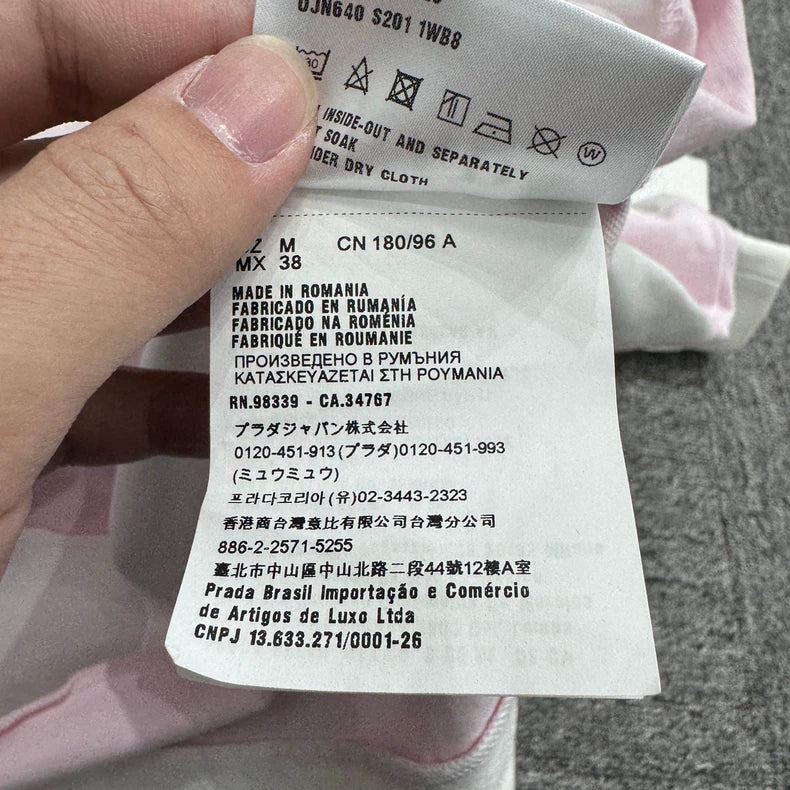 UJN640 S201 1WB8
30
INSIDE-OUT AND SEPARATELY
SOAK
DRY CLOTH
W
M CN 180/96 A
MX 38
MADE IN ROMANIA
FABRICADO EN RUMANÍA
FABRICADO NA ROMÉNIA
FABRIQUÉ EN ROUMANIE
ПРОИЗВЕДЕНО В РУМЪНИЯ
ΚΑΤΑΣΚΕΥΑΖΕΤΑΙ ΣΤΗ ΡΟΥΜΑΝΙΑ
RN.98339 - CA.34767
プラダジャパン株式会社
0120-451-913(プラダ)0120-451-993
(ミュウミュウ)
프라다코리아(유)02-3443-2323
香港商台灣意比有限公司台灣分公司
886-2-2571-5255
臺北市中山區中山北路二段44號12樓A室
Prada Brasil Importação e Comércio
de Artigos de Luxo Ltda
CNPJ 13.633.271/0001-26